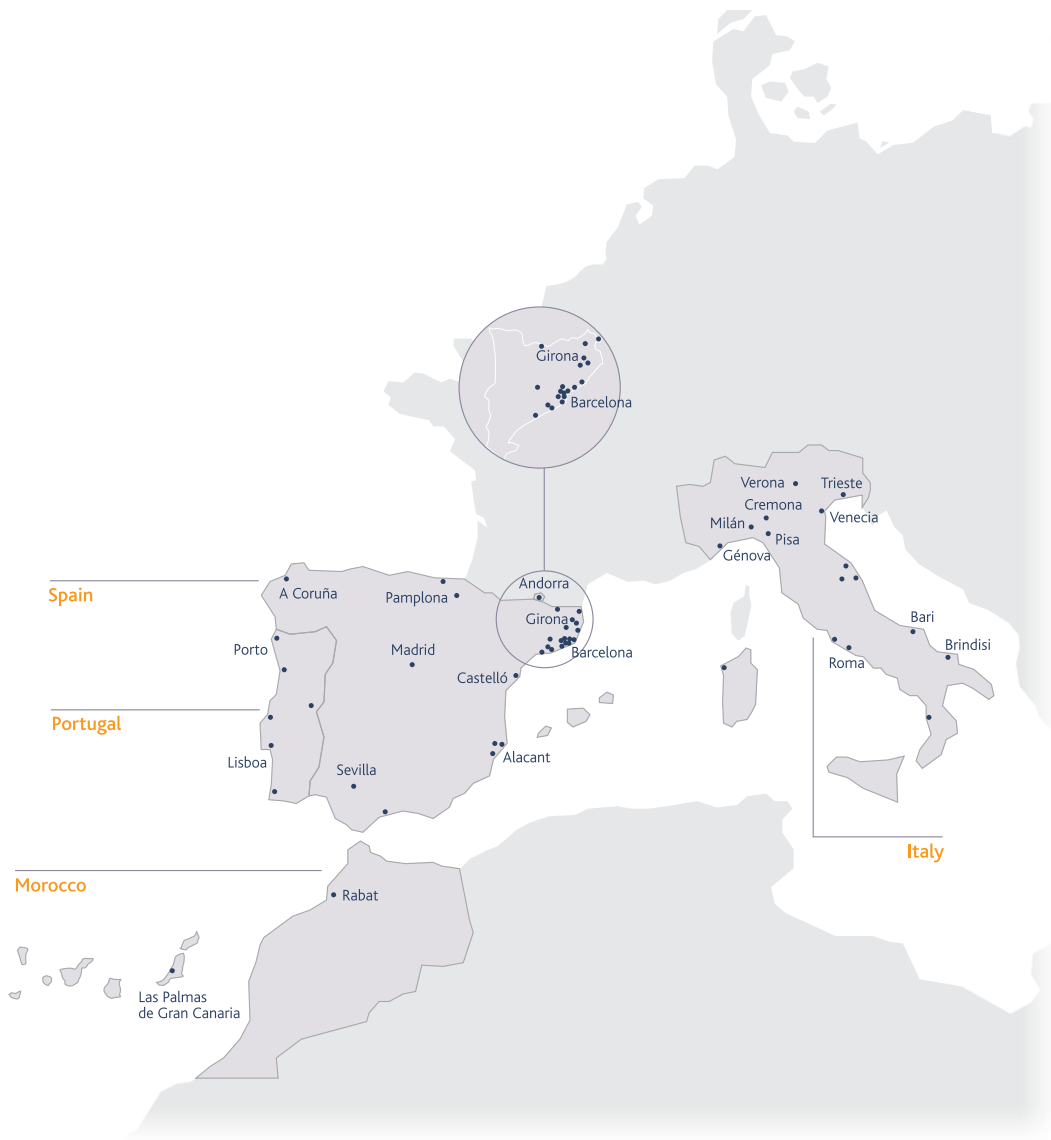 Girona
Barcelona
Verona
Trieste
Cremona
Venecia
Milán
Pisa
Génova
Andorra
Spain
A Coruña
Pamplona
Girona
Bari
Porto
Madrid
Barcelona
Brindisi
Roma
Castelló
Portugal
Lisboa
Alacant
Sevilla
Italy
Morocco
Rabat
Las Palmas
de Gran Canaria